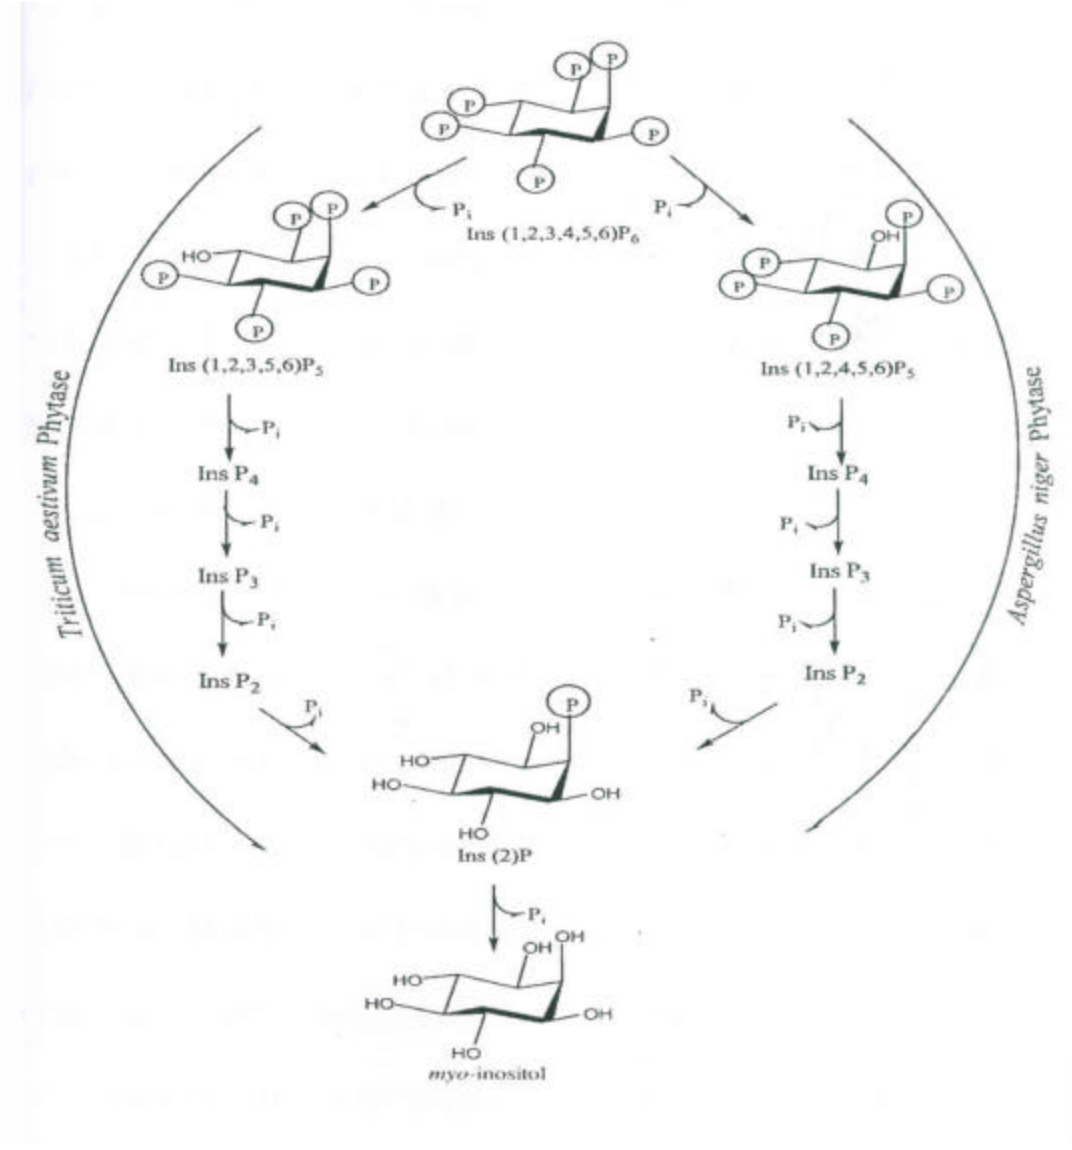 P P
P
P P
P
Pi Pi
Ins (1,2,3,4,5,6)P₆
P P
HO
P P
P
Ins (1,2,3,5,6)P₅
P
OH
P
P P
P
Ins (1,2,4,5,6)P₅
Triticum aestivum Phytase
Aspergillus niger Phytase
Pi
Ins P₄
Pi
Ins P₃
Pi
Ins P₂
Pi
Pi
Ins P₄
Pi
Ins P₃
Pi
Ins P₂
Pi
P
OH
HO
HO OH
HO
Ins (2)P
Pi
OH OH
HO
HO OH
HO
myo-inositol